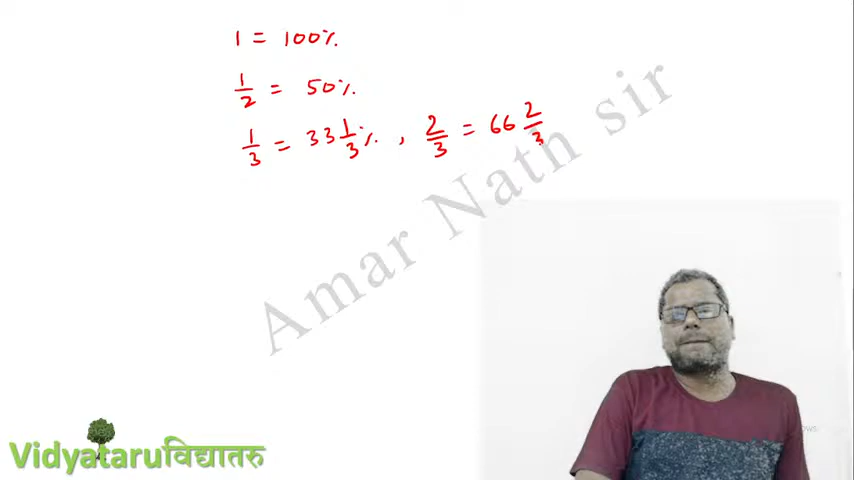 1 = 100%
1/2 = 50%
1/3 = 33 1/3 %, 2/3 = 66 2/3
Amar Nath sir
Vidyataruविद्यातरु